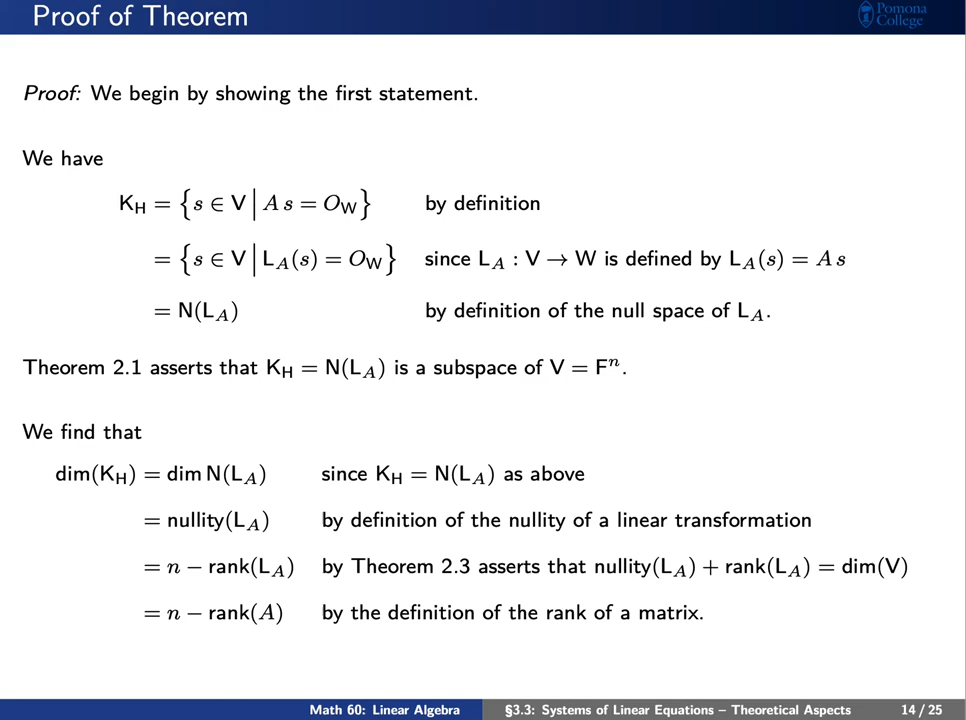 Proof of Theorem
Pomona
College
Proof: We begin by showing the first statement.
We have
K_H = { s ∈ V | A s = O_W } by definition
= { s ∈ V | L_A(s) = O_W } since L_A : V → W is defined by L_A(s) = A s
= N(L_A) by definition of the null space of L_A.
Theorem 2.1 asserts that K_H = N(L_A) is a subspace of V = F^n.
We find that
dim(K_H) = dim N(L_A) since K_H = N(L_A) as above
= nullity(L_A) by definition of the nullity of a linear transformation
= n − rank(L_A) by Theorem 2.3 asserts that nullity(L_A) + rank(L_A) = dim(V)
= n − rank(A) by the definition of the rank of a matrix.
Math 60: Linear Algebra §3.3: Systems of Linear Equations – Theoretical Aspects 14 / 25